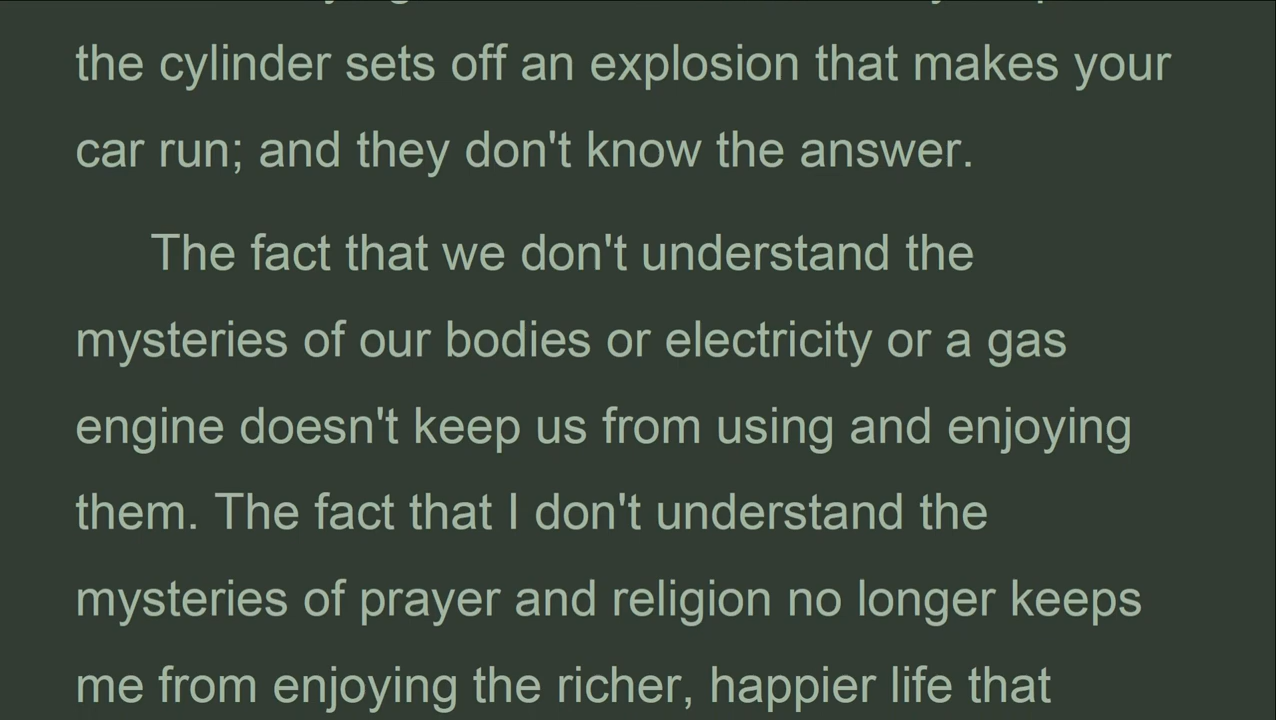 the cylinder sets off an explosion that makes your
car run; and they don't know the answer.
The fact that we don't understand the
mysteries of our bodies or electricity or a gas
engine doesn't keep us from using and enjoying
them. The fact that I don't understand the
mysteries of prayer and religion no longer keeps
me from enjoying the richer, happier life that